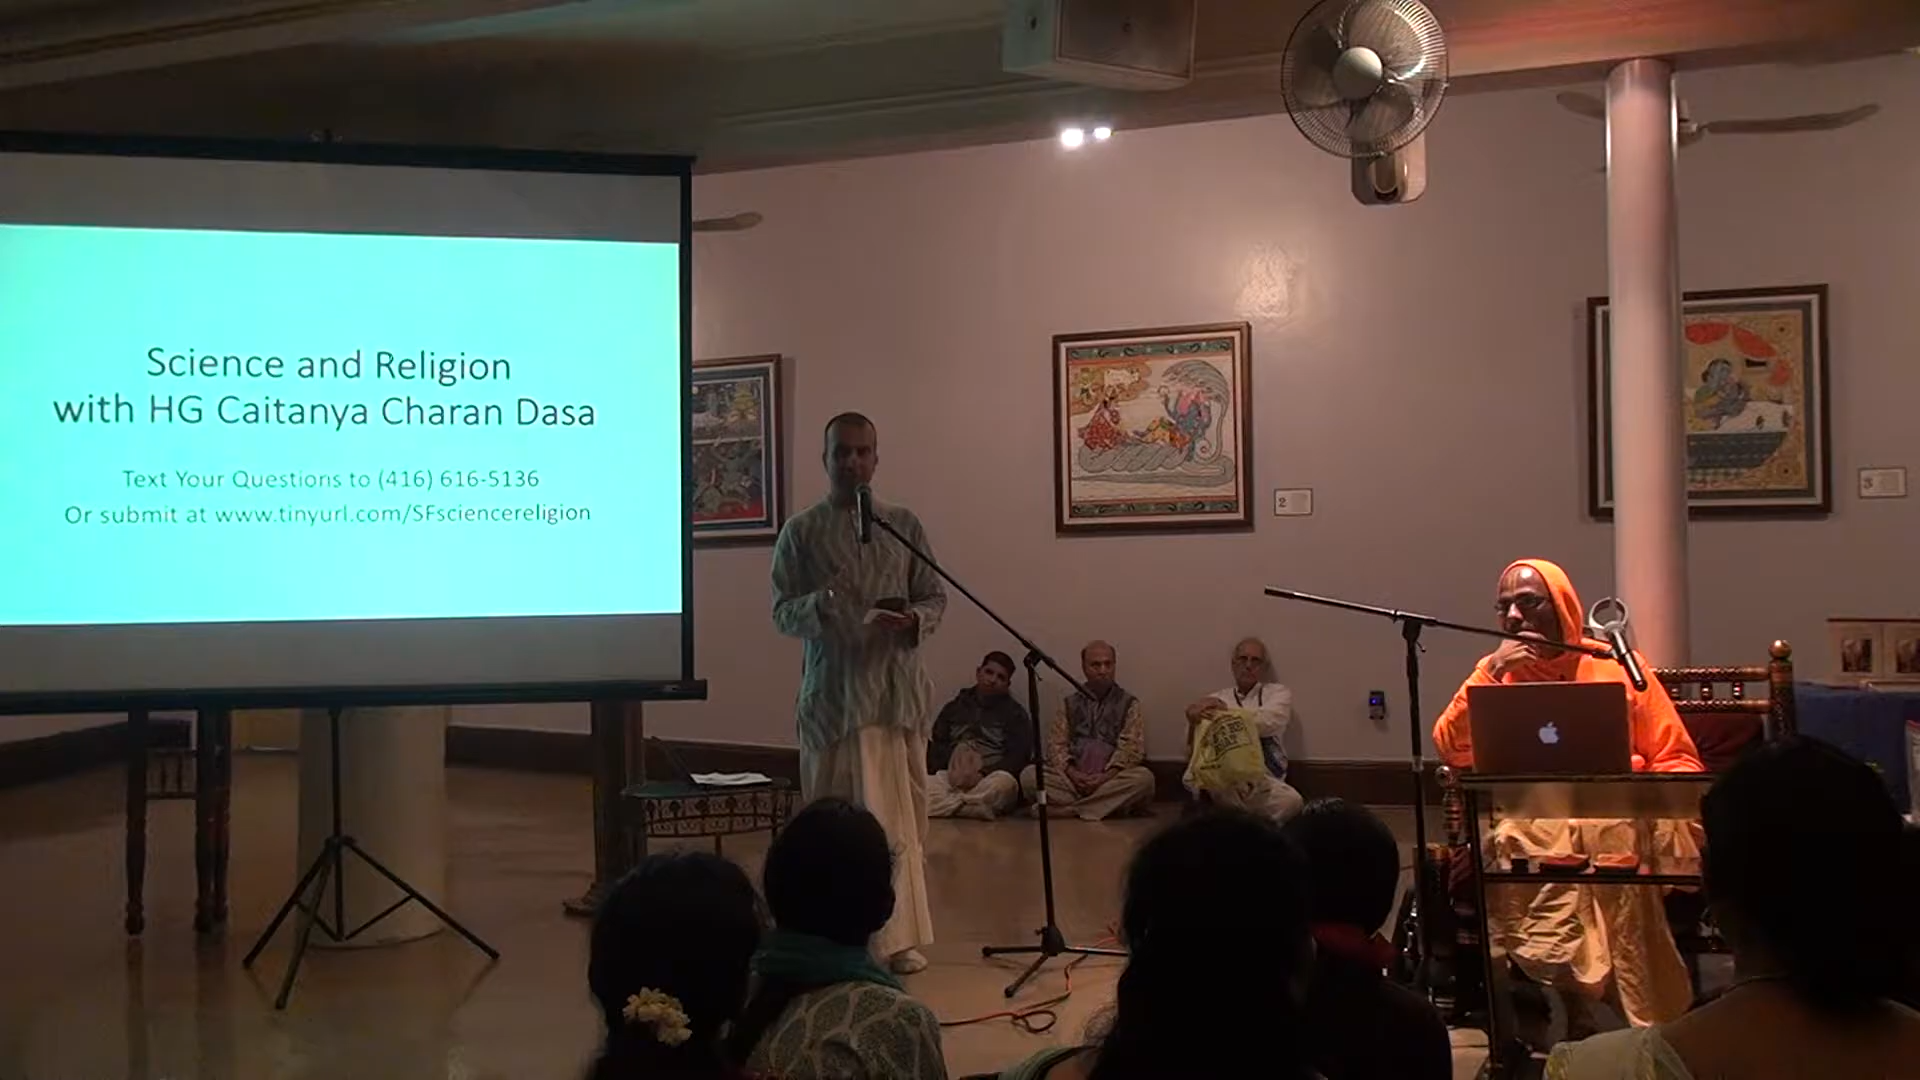 Science and Religion
with HG Caitanya Charan Dasa
Text Your Questions to (416) 616-5136
Or submit at www.tinyurl.com/SFsciencereligion
2
3